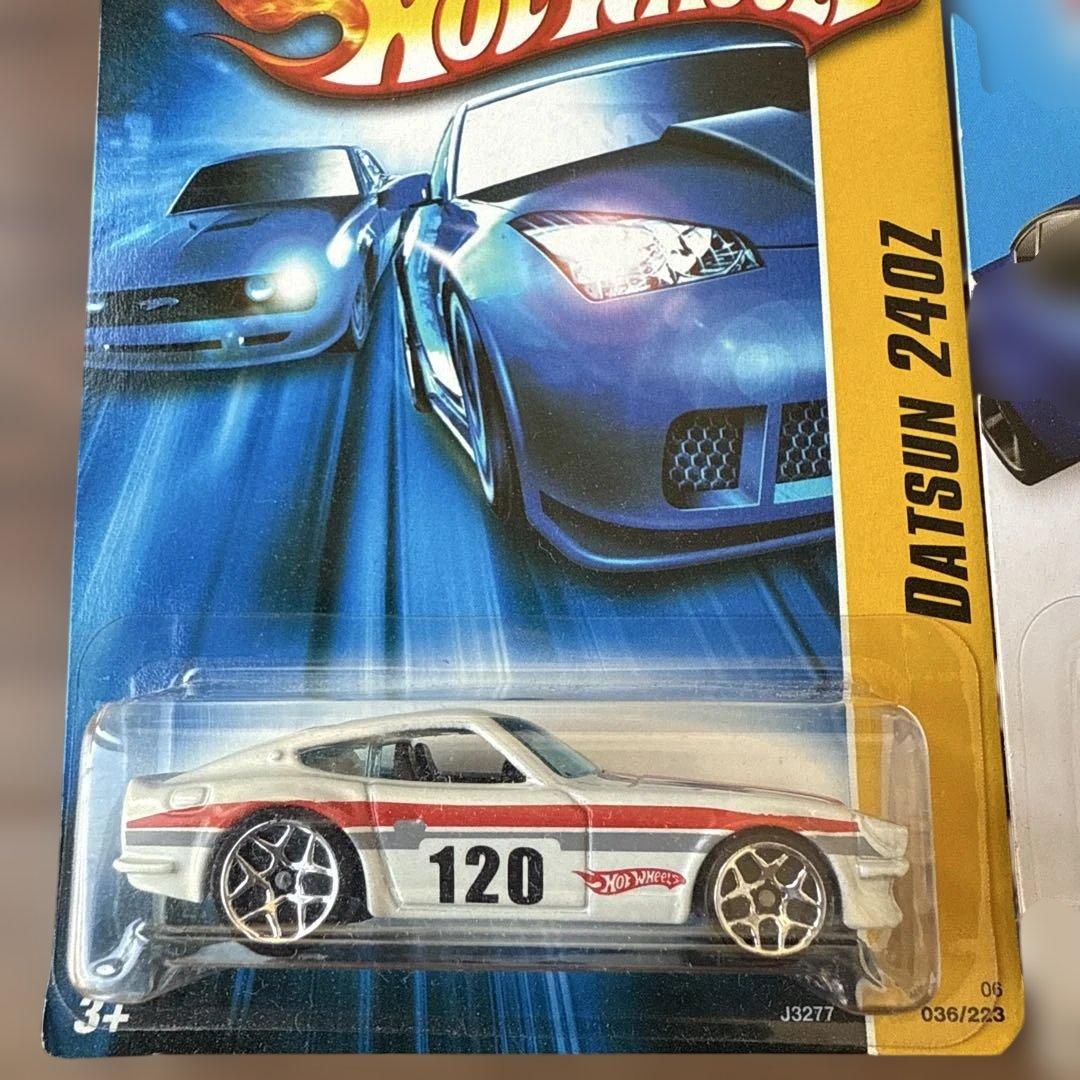 HOT WHEELS
DATSUN 240Z
120
HOT WHEELS
3+
J3277
06
036/223